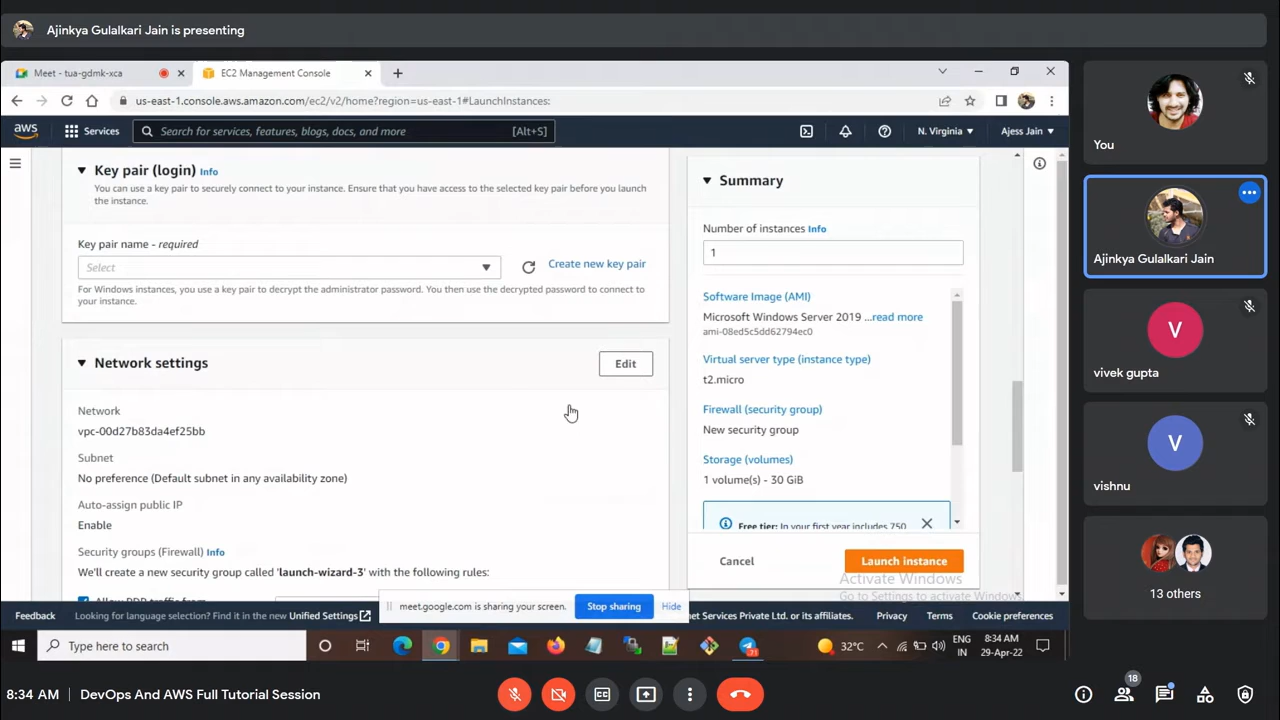 Ajinkya Gulalkari Jain is presenting
Meet - tua-gdmk-xca
EC2 Management Console
us-east-1.console.aws.amazon.com/ec2/v2/home?region=us-east-1#LaunchInstances:
aws
Services
Search for services, features, blogs, docs, and more
[Alt+S]
N. Virginia
Ajess Jain
Key pair (login) Info
You can use a key pair to securely connect to your instance. Ensure that you have access to the selected key pair before you launch
the instance.
Key pair name - required
Select
Create new key pair
For Windows instances, you use a key pair to decrypt the administrator password. You then use the decrypted password to connect to
your instance.
Network settings
Edit
Network
vpc-00d27b83da4ef25bb
Subnet
No preference (Default subnet in any availability zone)
Auto-assign public IP
Enable
Security groups (Firewall) Info
We'll create a new security group called 'launch-wizard-3' with the following rules:
Allow RDP traffic from
Summary
Number of instances Info
1
Software Image (AMI)
Microsoft Windows Server 2019 ...read more
ami-08ed5c5dd62794ec0
Virtual server type (instance type)
t2.micro
Firewall (security group)
New security group
Storage (volumes)
1 volume(s) - 30 GiB
Free tier: In your first year includes 750
Cancel
Launch instance
Activate Windows
Go to Settings to activate Windows.
meet.google.com is sharing your screen.
Stop sharing
Hide
Feedback
Looking for language selection? Find it in the new Unified Settings
net Services Private Ltd. or its affiliates.
Privacy
Terms
Cookie preferences
Type here to search
32°C
ENG
IN
8:34 AM
29-Apr-22
You
Ajinkya Gulalkari Jain
V
vivek gupta
V
vishnu
13 others
8:34 AM | DevOps And AWS Full Tutorial Session
18